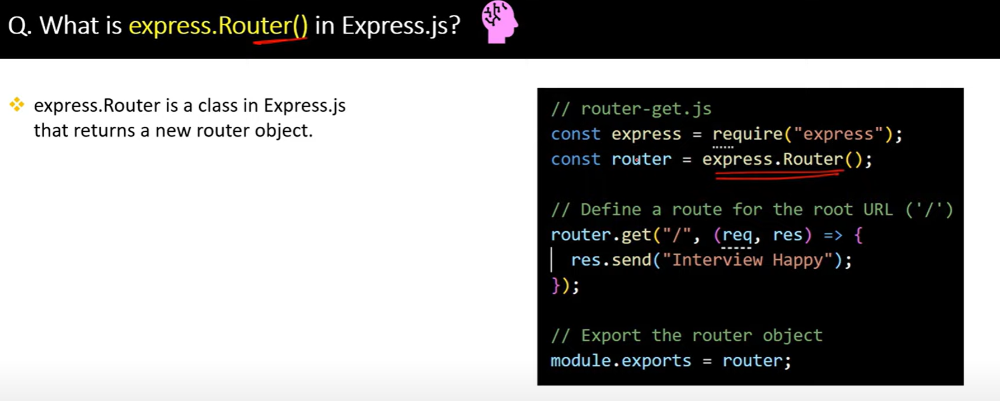 Q. What is express.Router() in Express.js?
express.Router is a class in Express.js
that returns a new router object.
// router-get.js
const express = require("express");
const router = express.Router();
// Define a route for the root URL ('/')
router.get("/", (req, res) => {
res.send("Interview Happy");
});
// Export the router object
module.exports = router;